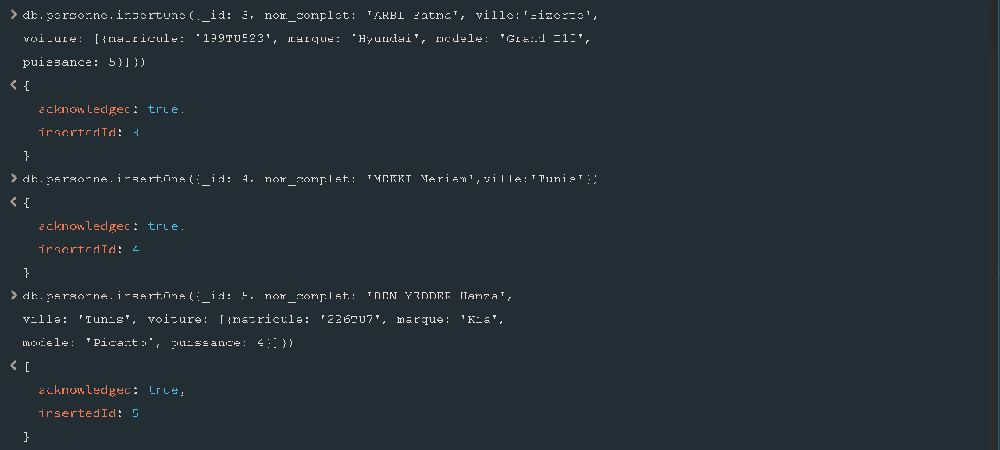 > db.personne.insertOne({_id: 3, nom_complet: 'ARBI Fatma', ville:'Bizerte',
voiture: [{matricule: '199TU523', marque: 'Hyundai', modele: 'Grand I10',
puissance: 5}]})
< {
acknowledged: true,
insertedId: 3
}
> db.personne.insertOne({_id: 4, nom_complet: 'MEKKI Meriem',ville:'Tunis'})
< {
acknowledged: true,
insertedId: 4
}
> db.personne.insertOne({_id: 5, nom_complet: 'BEN YEDDER Hamza',
ville: 'Tunis', voiture: [{matricule: '226TU7', marque: 'Kia',
modele: 'Picanto', puissance: 4}]})
< {
acknowledged: true,
insertedId: 5
}